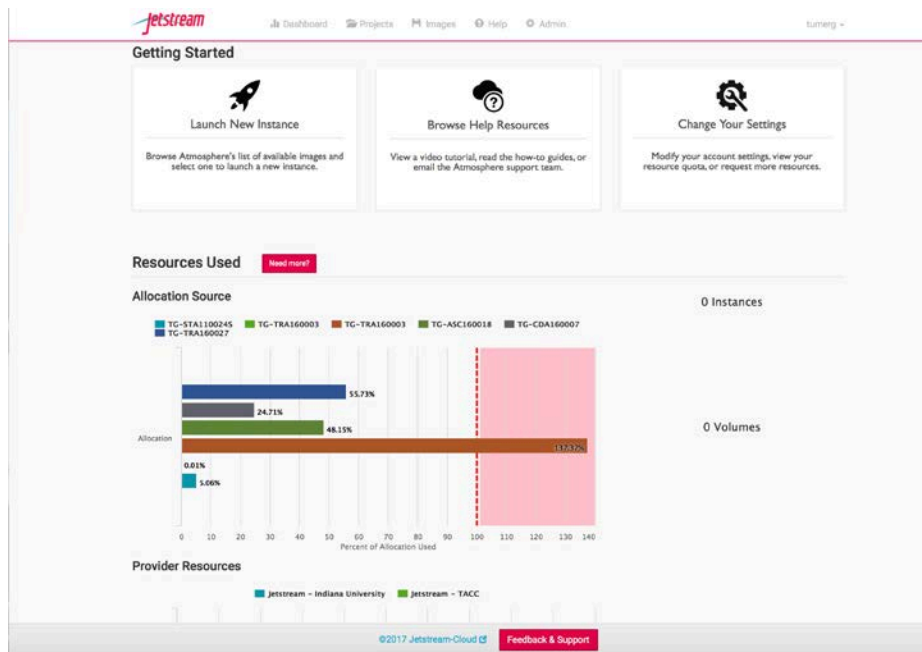 Jetstream
Dashboard Projects Images Help Admin turnerg
Getting Started
Launch New Instance
Browse Atmosphere's list of available images and
select one to launch a new instance.
Browse Help Resources
View a video tutorial, read the how-to guides, or
email the Atmosphere support team.
Change Your Settings
Modify your account settings, view your
resource quota, or request more resources.
Resources Used Need more?
Allocation Source
0 Instances
TG-STA110024S TG-TRA160003 TG-TRA160003 TG-ASC160018 TG-CDA160007
TG-TRA160027
55.73%
24.71%
0 Volumes
48.15%
Allocation
137.37%
0.01%
5.06%
0 10 20 30 40 50 60 70 80 90 100 110 120 130 140
Percent of Allocation Used
Provider Resources
Jetstream - Indiana University Jetstream - TACC
©2017 Jetstream-Cloud Feedback & Support